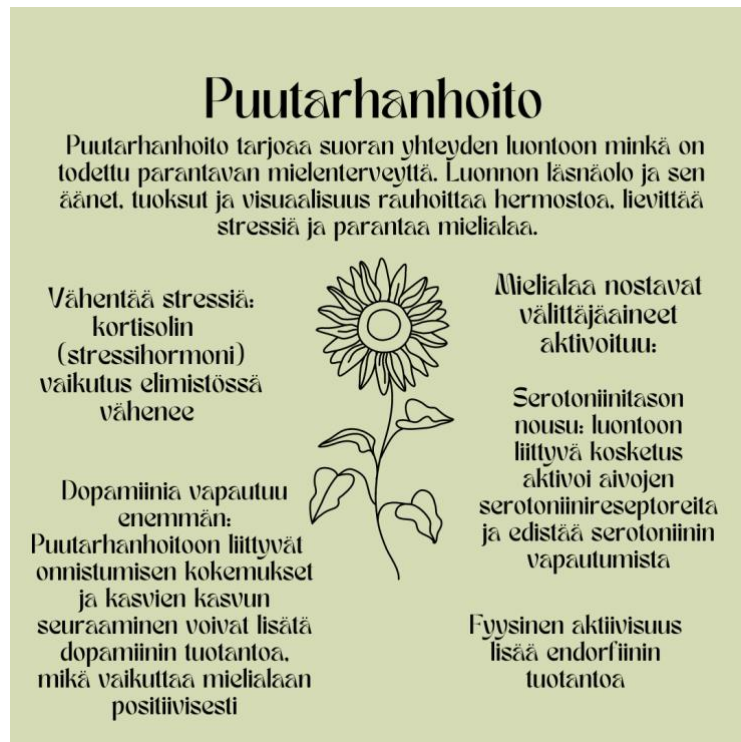 Puutarhanhoito
Puutarhanhoito tarjoaa suoran yhteyden luontoon minkä on
todettu parantavan mielenterveyttä. Luonnon läsnäolo ja sen
äänet, tuoksut ja visuaalisuus rauhoittaa hermostoa, lievittää
stressiä ja parantaa mielialaa.
Vähentää stressiä:
kortisolin
(stressihormoni)
vaikutus elimistössä
vähenee
Mielialaa nostavat
välittäjäaineet
aktivoituu:
Serotoniinitason
nousu: luontoon
liittyvä kosketus
aktivoi aivojen
serotoniinireseptoreita
ja edistää serotoniinin
vapautumista
Dopamiinia vapautuu
enemmän:
Puutarhanhoitoon liittyvät
onnistumisen kokemukset
ja kasvien kasvun
seuraaminen voivat lisätä
dopamiinin tuotantoa,
mikä vaikuttaa mielialaan
positiivisesti
Fyysinen aktiivisuus
lisää endorfiinin
tuotantoa